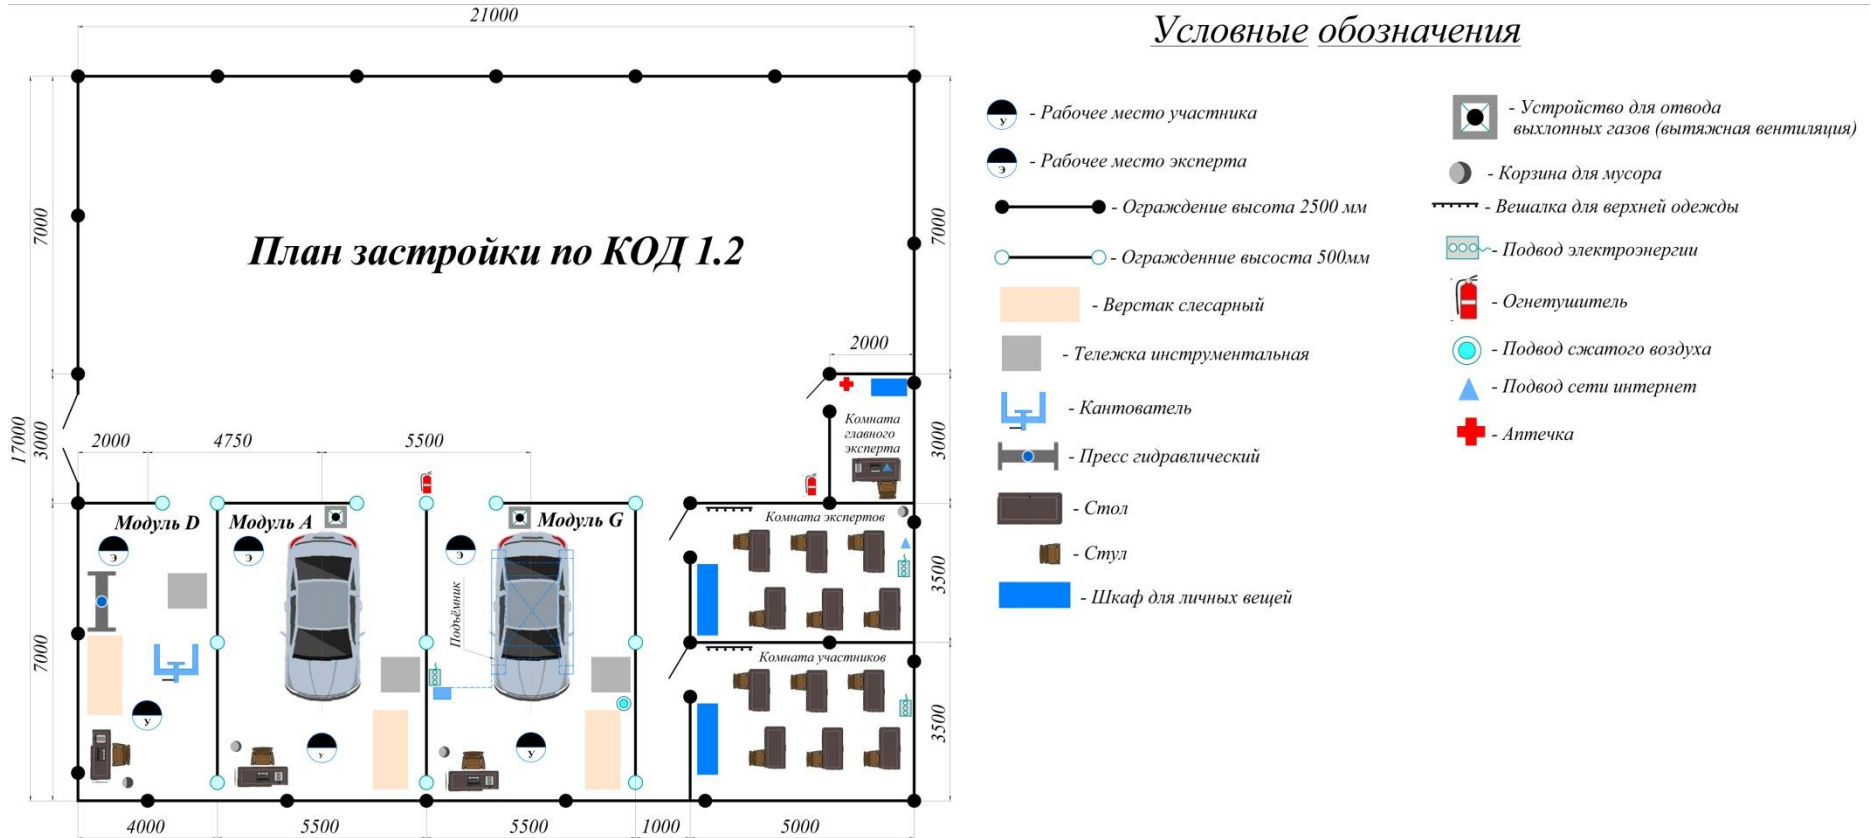 21000
Условные обозначения
План застройки по КОД 1.2
7000
7000
17000
3000
3000
7000
3500
3500
2000
2000
4750
5500
Комната
главного
эксперта
Модуль D
Модуль A
Модуль G
Комната экспертов
Комната участников
Подъёмник
Э
Э
Э
У
У
У
4000
5500
5500
1000
5000
У
- Рабочее место участника
Э
- Рабочее место эксперта
- Ограждение высота 2500 мм
- Огражденние высоста 500мм
- Верстак слесарный
- Тележка инструментальная
- Кантователь
- Пресс гидравлический
- Стол
- Стул
- Шкаф для личных вещей
- Устройство для отвода
выхлопных газов (вытяжная вентиляция)
- Корзина для мусора
- Вешалка для верхней одежды
- Подвод электроэнергии
- Огнетушитель
- Подвод сжатого воздуха
- Подвод сети интернет
- Аптечка